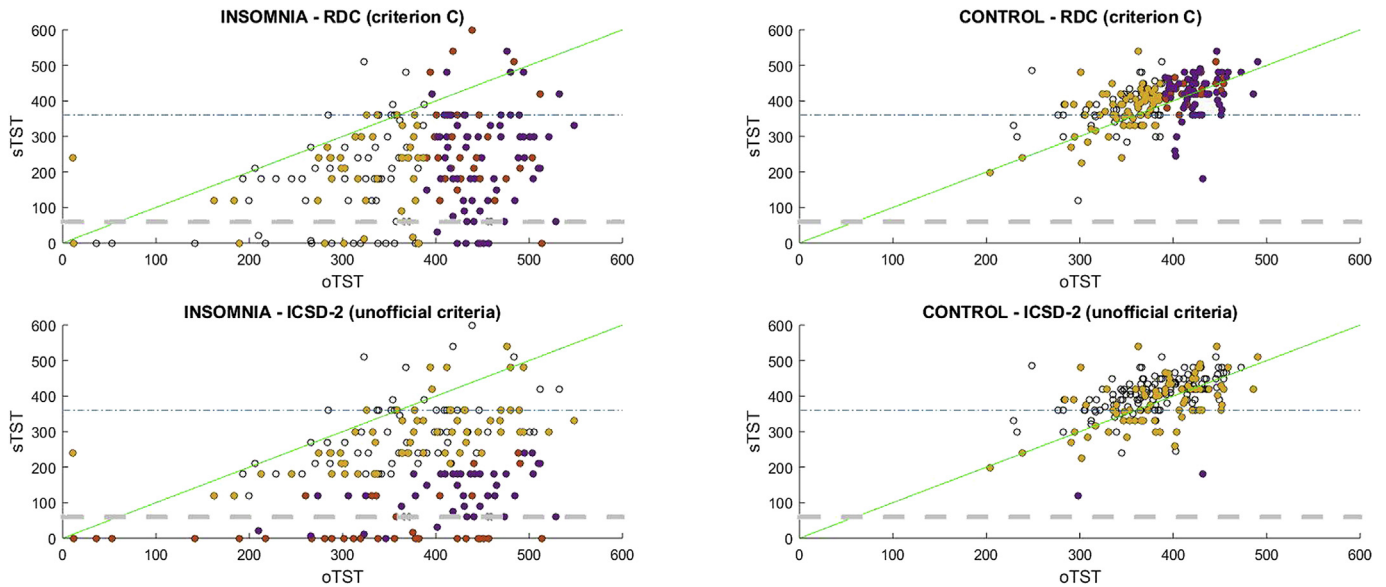 INSOMNIA - RDC (criterion C)
600
500
400
300
200
100
0
sTST
0 100 200 300 400 500 600
oTST
CONTROL - RDC (criterion C)
600
500
400
300
200
100
0
sTST
0 100 200 300 400 500 600
oTST
INSOMNIA - ICSD-2 (unofficial criteria)
600
500
400
300
200
100
0
sTST
0 100 200 300 400 500 600
oTST
CONTROL - ICSD-2 (unofficial criteria)
600
500
400
300
200
100
0
sTST
0 100 200 300 400 500 600
oTST